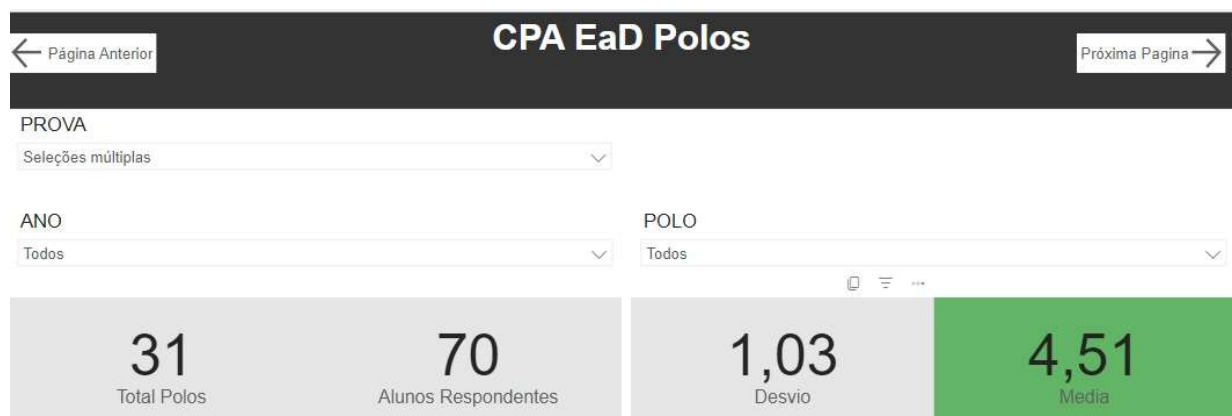 CPA EaD Polos
Página Anterior
Próxima Pagina
PROVA
Seleções múltiplas
ANO
POLO
Todos
Todos
31
70
1,03
4,51
Total Polos
Alunos Respondentes
Desvio
Media